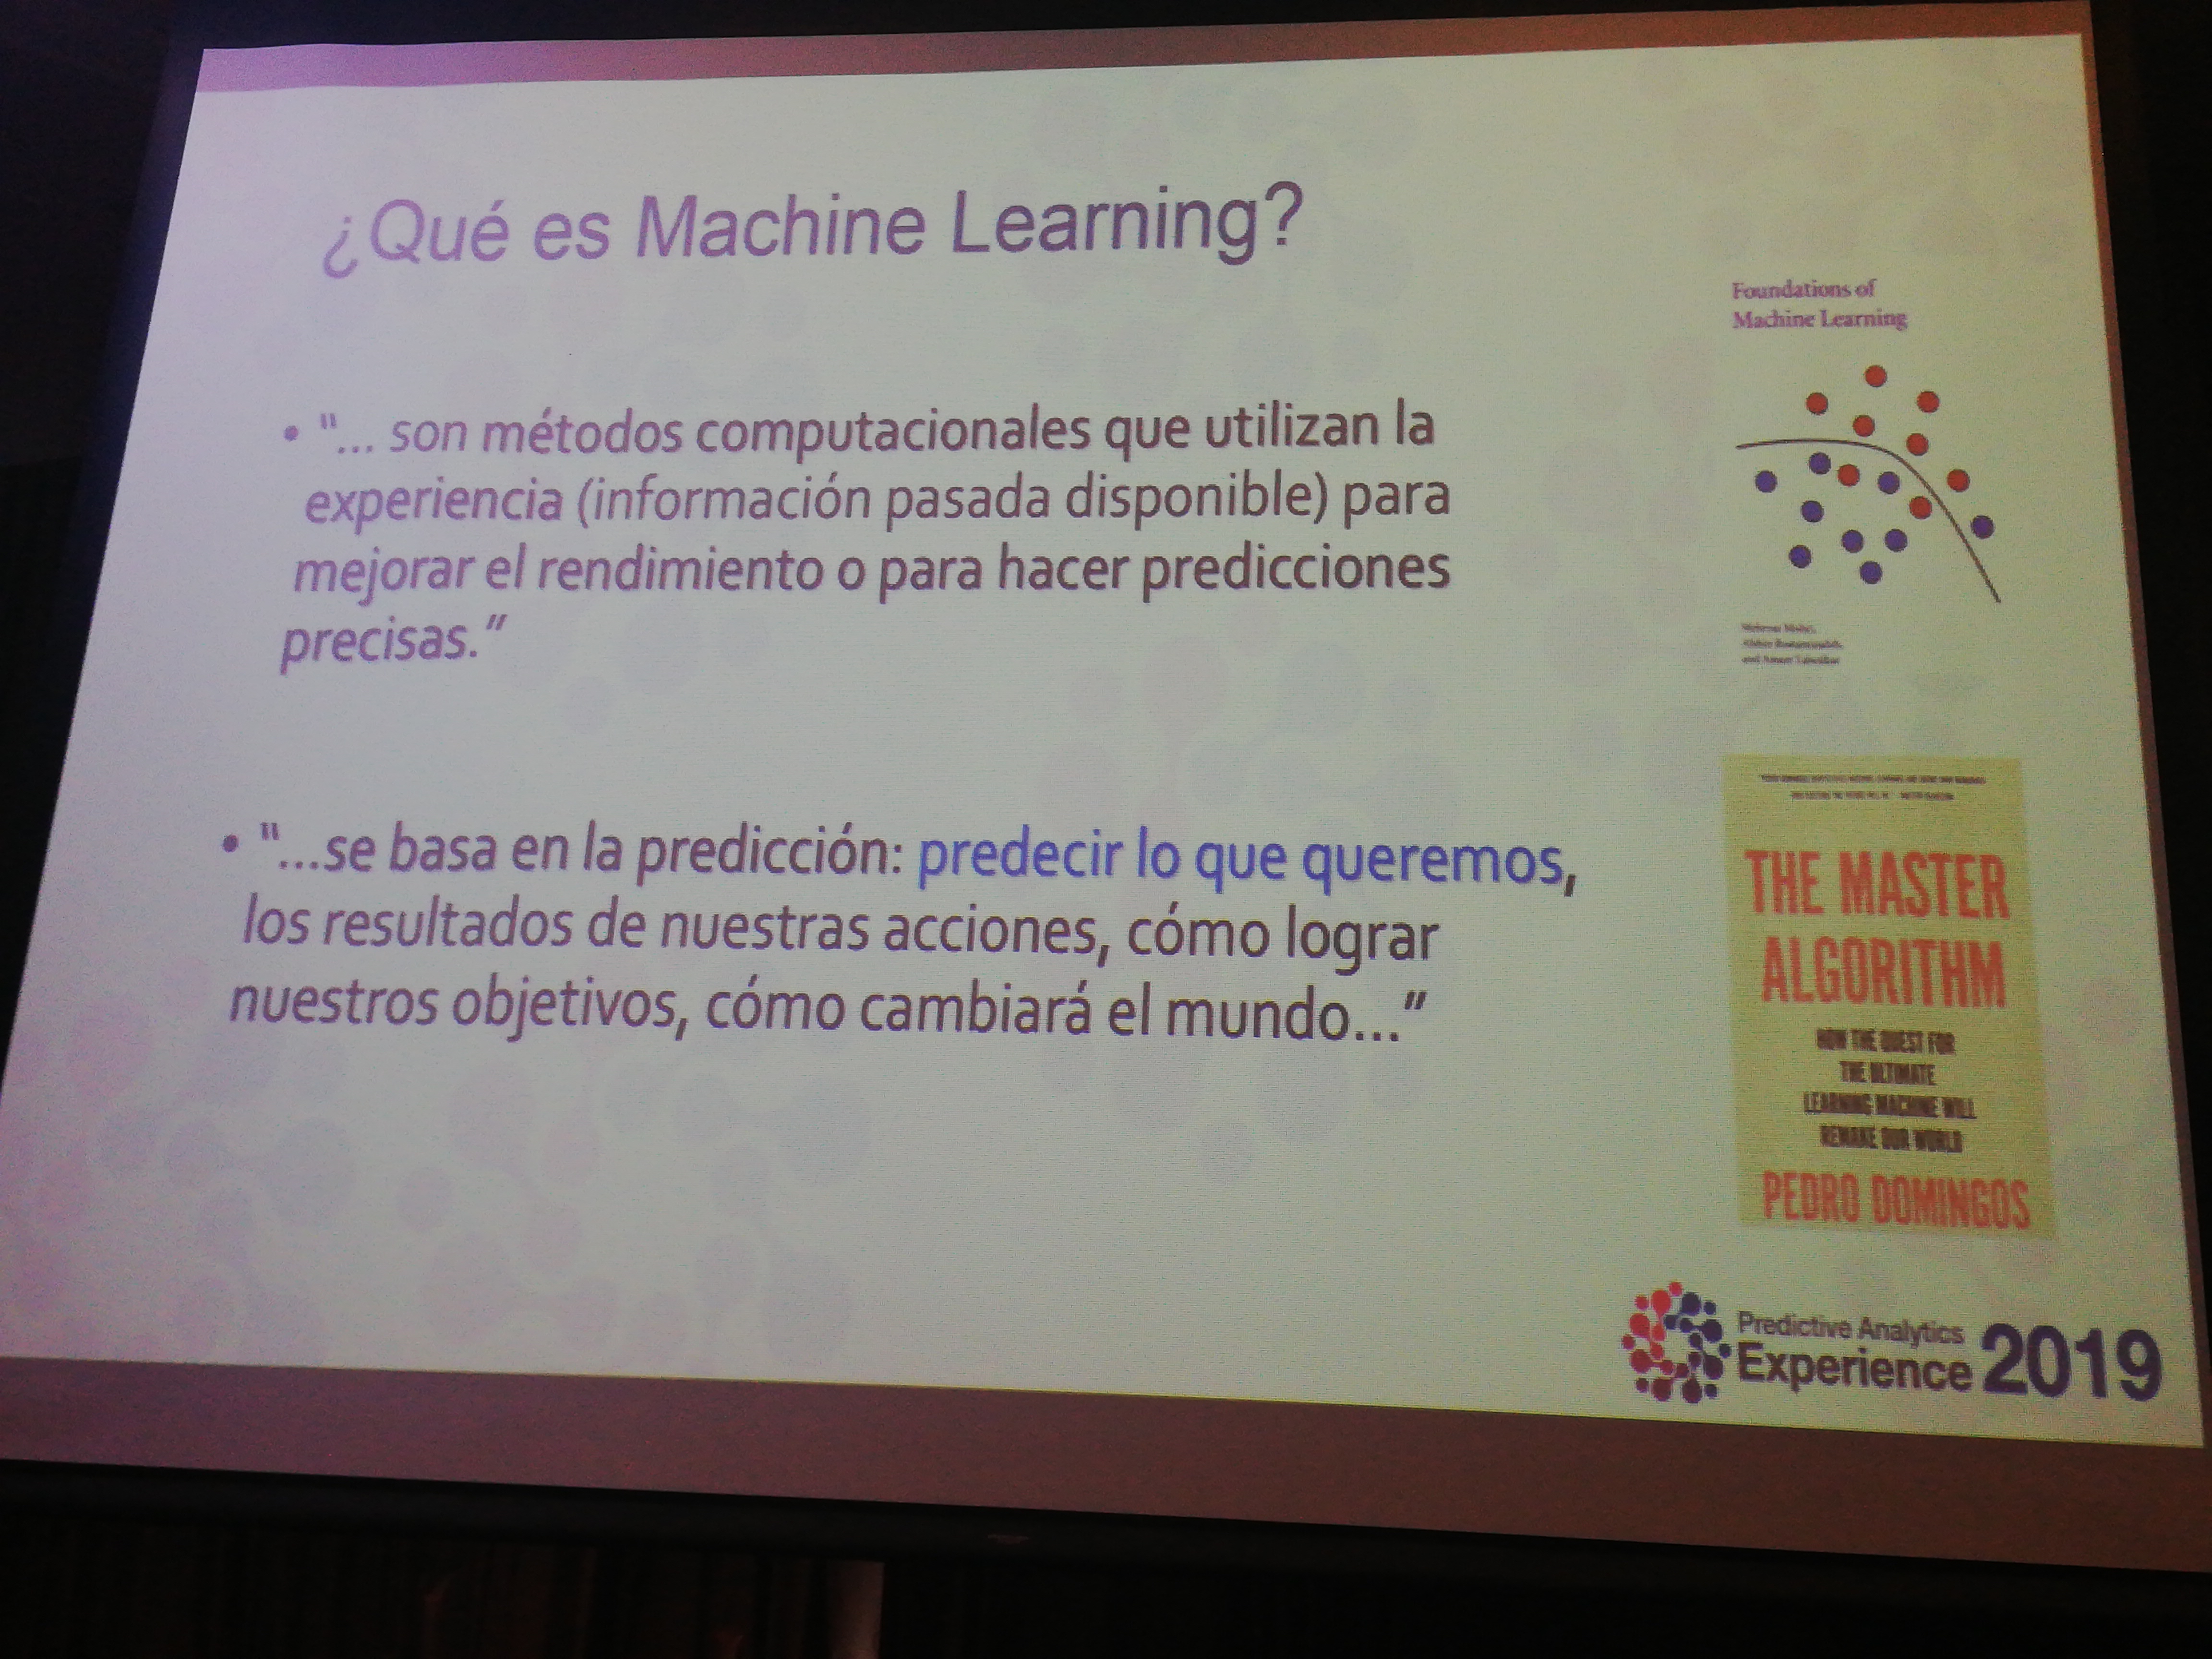 ¿Qué es Machine Learning?
• "... son métodos computacionales que utilizan la
experiencia (información pasada disponible) para
mejorar el rendimiento o para hacer predicciones
precisas.”
• "...se basa en la predicción: predecir lo que queremos,
los resultados de nuestras acciones, cómo lograr
nuestros objetivos, cómo cambiará el mundo...”
Foundations of
Machine Learning
THE MASTER
ALGORITHM
HOW THE QUEST FOR
THE ULTIMATE
LEARNING MACHINE WILL
REMAKE OUR WORLD
PEDRO DOMINGOS
Predictive Analytics
Experience 2019